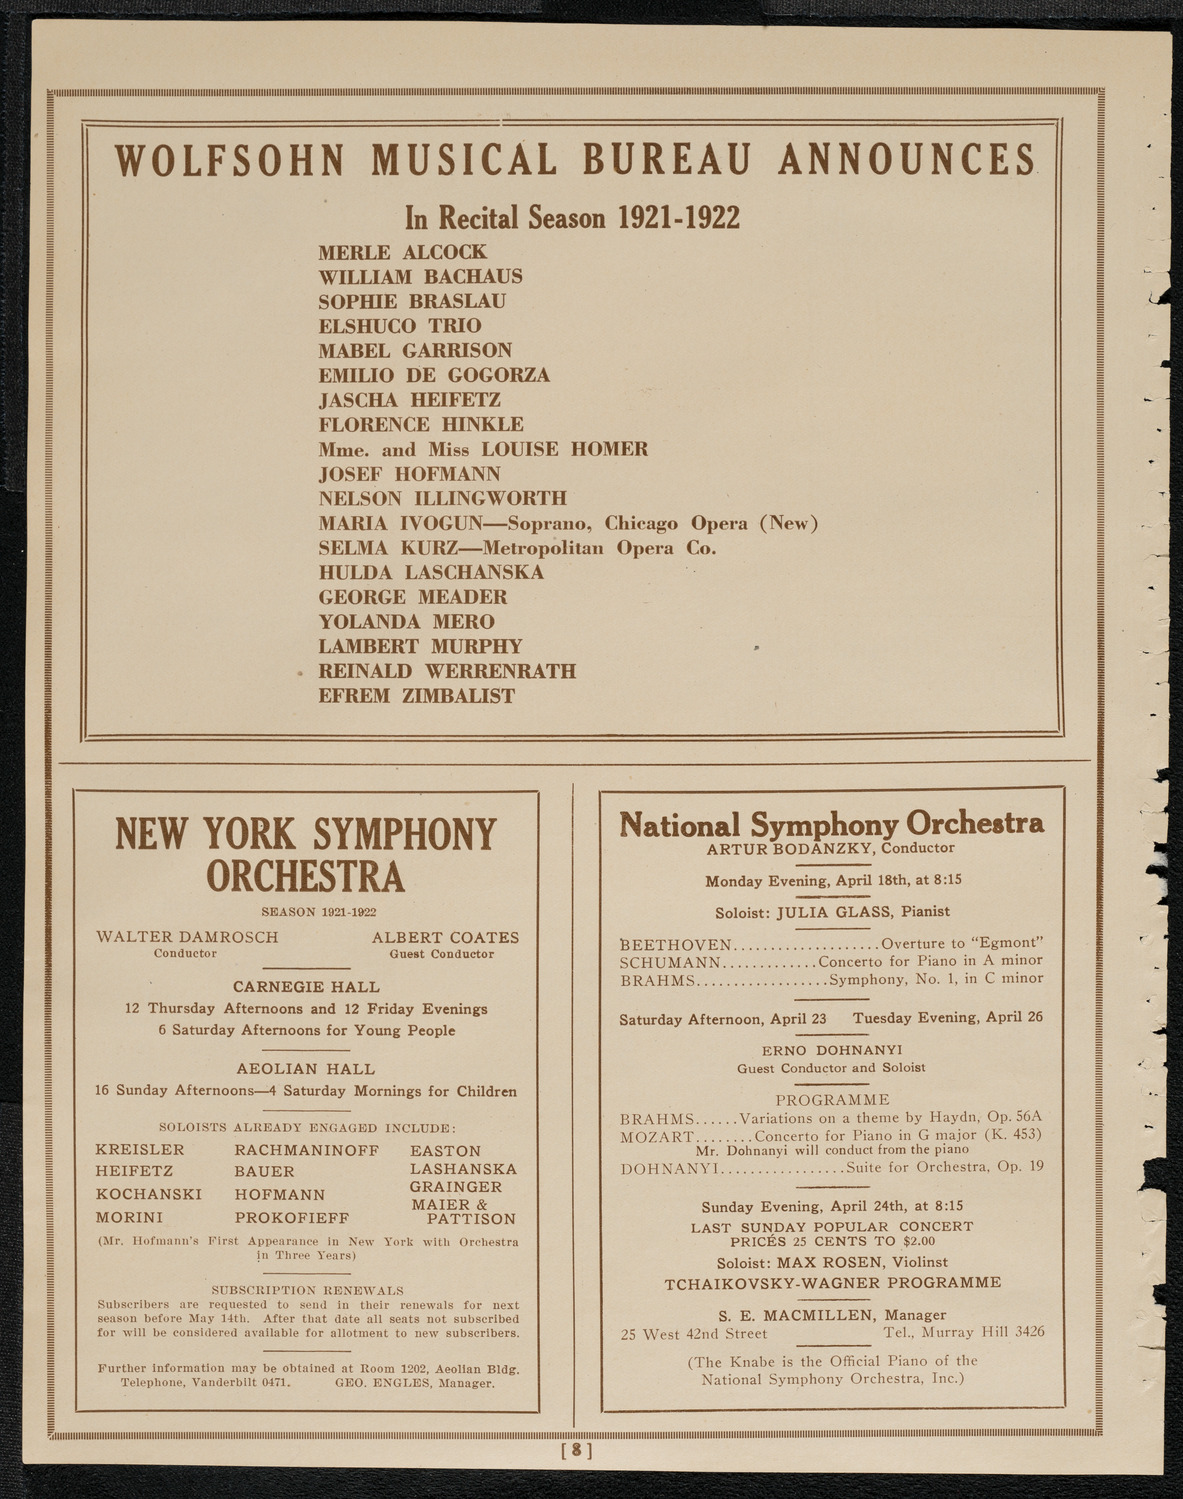 WOLFSOHN MUSICAL BUREAU ANNOUNCES
In Recital Season 1921-1922
MERLE ALCOCK
WILLIAM BACHAUS
SOPHIE BRASLAU
ELSHUCO TRIO
MABEL GARRISON
EMILIO DE GOGORZA
JASCHA HEIFETZ
FLORENCE HINKLE
Mme. and Miss LOUISE HOMER
JOSEF HOFMANN
NELSON ILLINGWORTH
MARIA IVOGUN—Soprano, Chicago Opera (New)
SELMA KURZ—Metropolitan Opera Co.
HULDA LASCHANSKA
GEORGE MEADER
YOLANDA MERO
LAMBERT MURPHY
REINALD WERRENRATH
EFREM ZIMBALIST
NEW YORK SYMPHONY
ORCHESTRA
SEASON 1921-1922
WALTER DAMROSCH ALBERT COATES
Conductor Guest Conductor
CARNEGIE HALL
12 Thursday Afternoons and 12 Friday Evenings
6 Saturday Afternoons for Young People
AEOLIAN HALL
16 Sunday Afternoons—4 Saturday Mornings for Children
SOLOISTS ALREADY ENGAGED INCLUDE:
KREISLER RACHMANINOFF EASTON
HEIFETZ BAUER LASHANSKA
GRAINGER
KOCHANSKI HOFMANN MAIER &
MORINI PROKOFIEFF PATTISON
(Mr. Hofmann's First Appearance in New York with Orchestra
in Three Years)
SUBSCRIPTION RENEWALS
Subscribers are requested to send in their renewals for next
season before May 14th. After that date all seats not subscribed
for will be considered available for allotment to new subscribers.
Further information may be obtained at Room 1202, Aeolian Bldg.
Telephone, Vanderbilt 0471. GEO. ENGLES, Manager.
National Symphony Orchestra
ARTUR BODANZKY, Conductor
Monday Evening, April 18th, at 8:15
Soloist: JULIA GLASS, Pianist
BEETHOVEN....................Overture to "Egmont"
SCHUMANN.............Concerto for Piano in A minor
BRAHMS..................Symphony, No. 1, in C minor
Saturday Afternoon, April 23 Tuesday Evening, April 26
ERNO DOHNANYI
Guest Conductor and Soloist
PROGRAMME
BRAHMS......Variations on a theme by Haydn, Op. 56A
MOZART........Concerto for Piano in G major (K. 453)
Mr. Dohnanyi will conduct from the piano
DOHNANYI.................Suite for Orchestra, Op. 19
Sunday Evening, April 24th, at 8:15
LAST SUNDAY POPULAR CONCERT
PRICES 25 CENTS TO $2.00
Soloist: MAX ROSEN, Violinst
TCHAIKOVSKY-WAGNER PROGRAMME
S. E. MACMILLEN, Manager
25 West 42nd Street Tel., Murray Hill 3426
(The Knabe is the Official Piano of the
National Symphony Orchestra, Inc.)
[ 8 ]